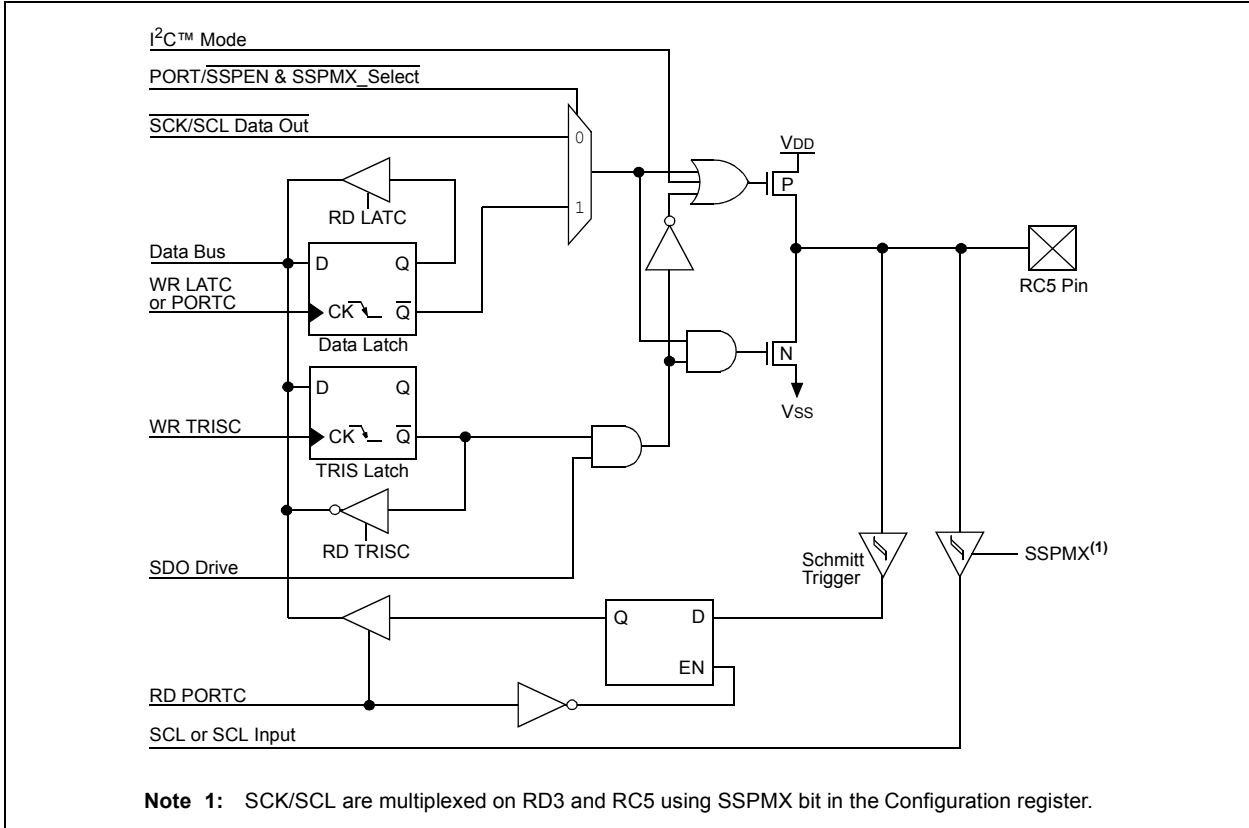 I²C™ Mode
PORT/SSPEN & SSPMX_Select
SCK/SCL Data Out
0
1
VDD
P
RD LATC
Data Bus
D Q
WR LATC
or PORTC
CK Q
Data Latch
RC5 Pin
N
VSS
D Q
WR TRISC
CK Q
TRIS Latch
RD TRISC
SDO Drive
Schmitt
Trigger
SSPMX(1)
Q D
EN
RD PORTC
SCL or SCL Input
Note 1: SCK/SCL are multiplexed on RD3 and RC5 using SSPMX bit in the Configuration register.